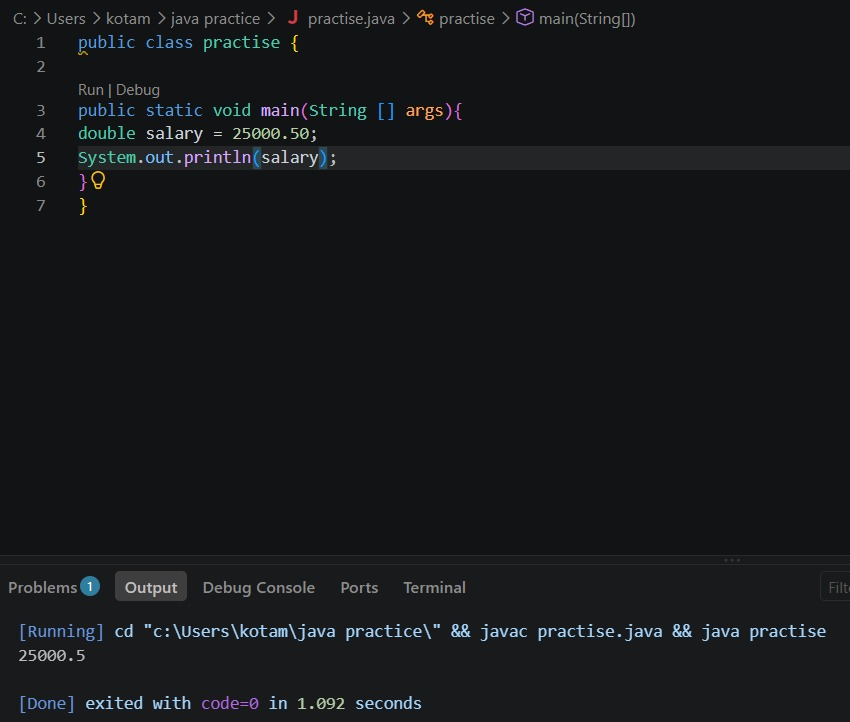 C: > Users > kotam > java practice > J practise.java > practise > main(String[])
1 public class practise {
2
Run | Debug
3 public static void main(String [] args){
4 double salary = 25000.50;
5 System.out.println(salary);
6 }
7 }
Problems 1 Output Debug Console Ports Terminal Filt
[Running] cd "c:\Users\kotam\java practice\" && javac practise.java && java practise
25000.5
[Done] exited with code=0 in 1.092 seconds